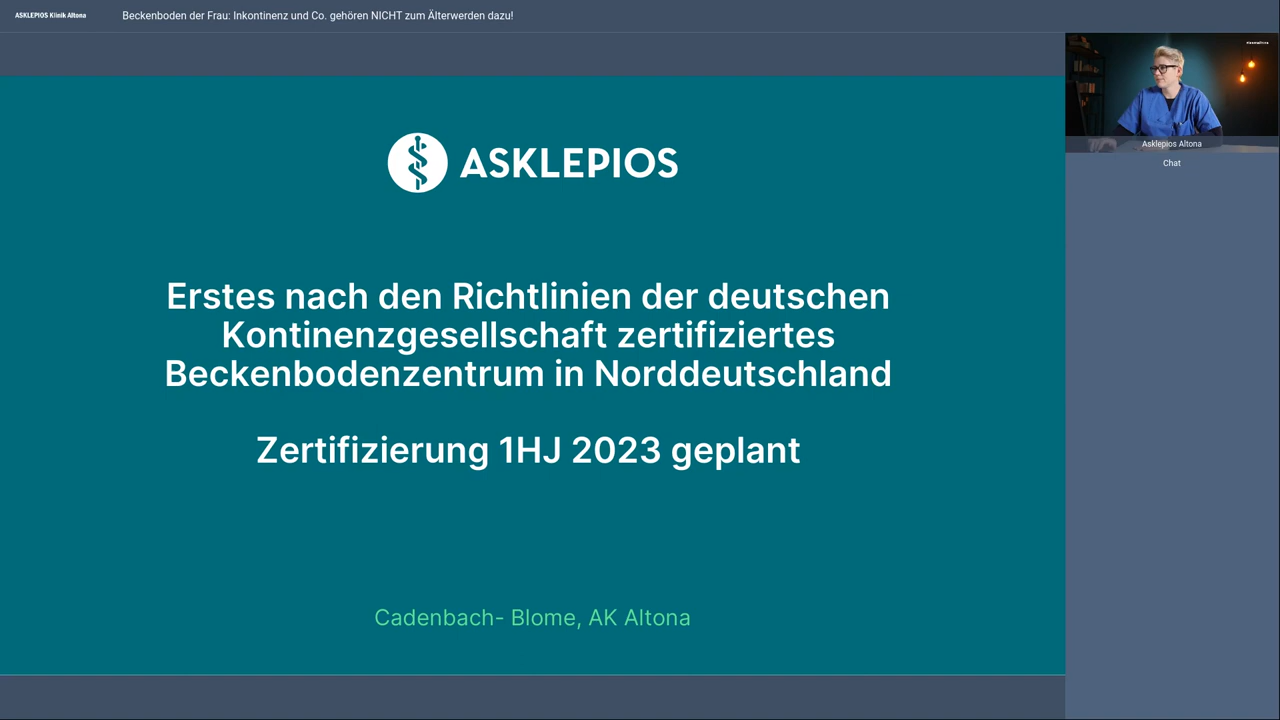 ASKLEPIOS Klinik Altona
Beckenboden der Frau: Inkontinenz und Co. gehören NICHT zum Älterwerden dazu!
ASKLEPIOS
Erstes nach den Richtlinien der deutschen
Kontinenzgesellschaft zertifiziertes
Beckenbodenzentrum in Norddeutschland
Zertifizierung 1HJ 2023 geplant
Cadenbach- Blome, AK Altona
Asklepios Altona
Chat